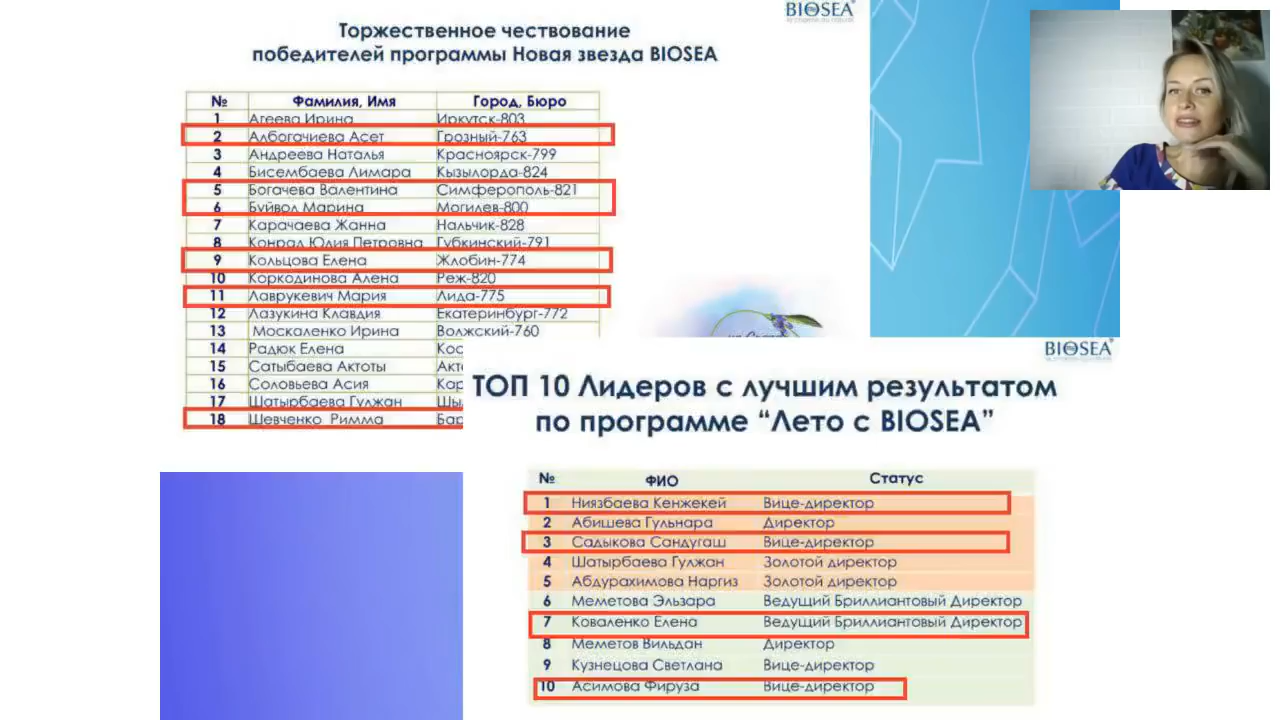 BIOSEA
Торжественное чествование
победителей программы Новая звезда BIOSEA
№ Фамилия, Имя Город, Бюро
1 Агеева Ирина Иркутск-803
2 Албогачиева Асет Грозный-763
3 Андреева Наталья Красноярск-799
4 Бисембаева Лимара Кызылорда-824
5 Богачева Валентина Симферополь-821
6 Буйвол Марина Могилев-800
7 Карачаева Жанна Нальчик-828
8 Конрад Юлия Петровна Губкинский-791
9 Кольцова Елена Жлобин-774
10 Коркодинова Алена Реж-820
11 Лаврукевич Мария Лида-775
12 Лазукина Клавдия Екатеринбург-772
13 Москаленко Ирина Волжский-760
14 Радюк Елена Кос
15 Сатыбаева Актоты Акт
16 Соловьева Асия Кар
17 Шатырбаева Гулжан Шы
18 Шевченко Римма Бар
BIOSEA
ТОП 10 Лидеров с лучшим результатом
по программе “Лето с BIOSEA”
№ ФИО Статус
1 Ниязбаева Кенжекей Вице-директор
2 Абишева Гульнара Директор
3 Садыкова Сандугаш Вице-директор
4 Шатырбаева Гулжан Золотой директор
5 Абдурахимова Наргиз Золотой директор
6 Меметова Эльзара Ведущий Бриллиантовый Директор
7 Коваленко Елена Ведущий Бриллиантовый Директор
8 Меметов Вильдан Директор
9 Кузнецова Светлана Вице-директор
10 Асимова Фируза Вице-директор